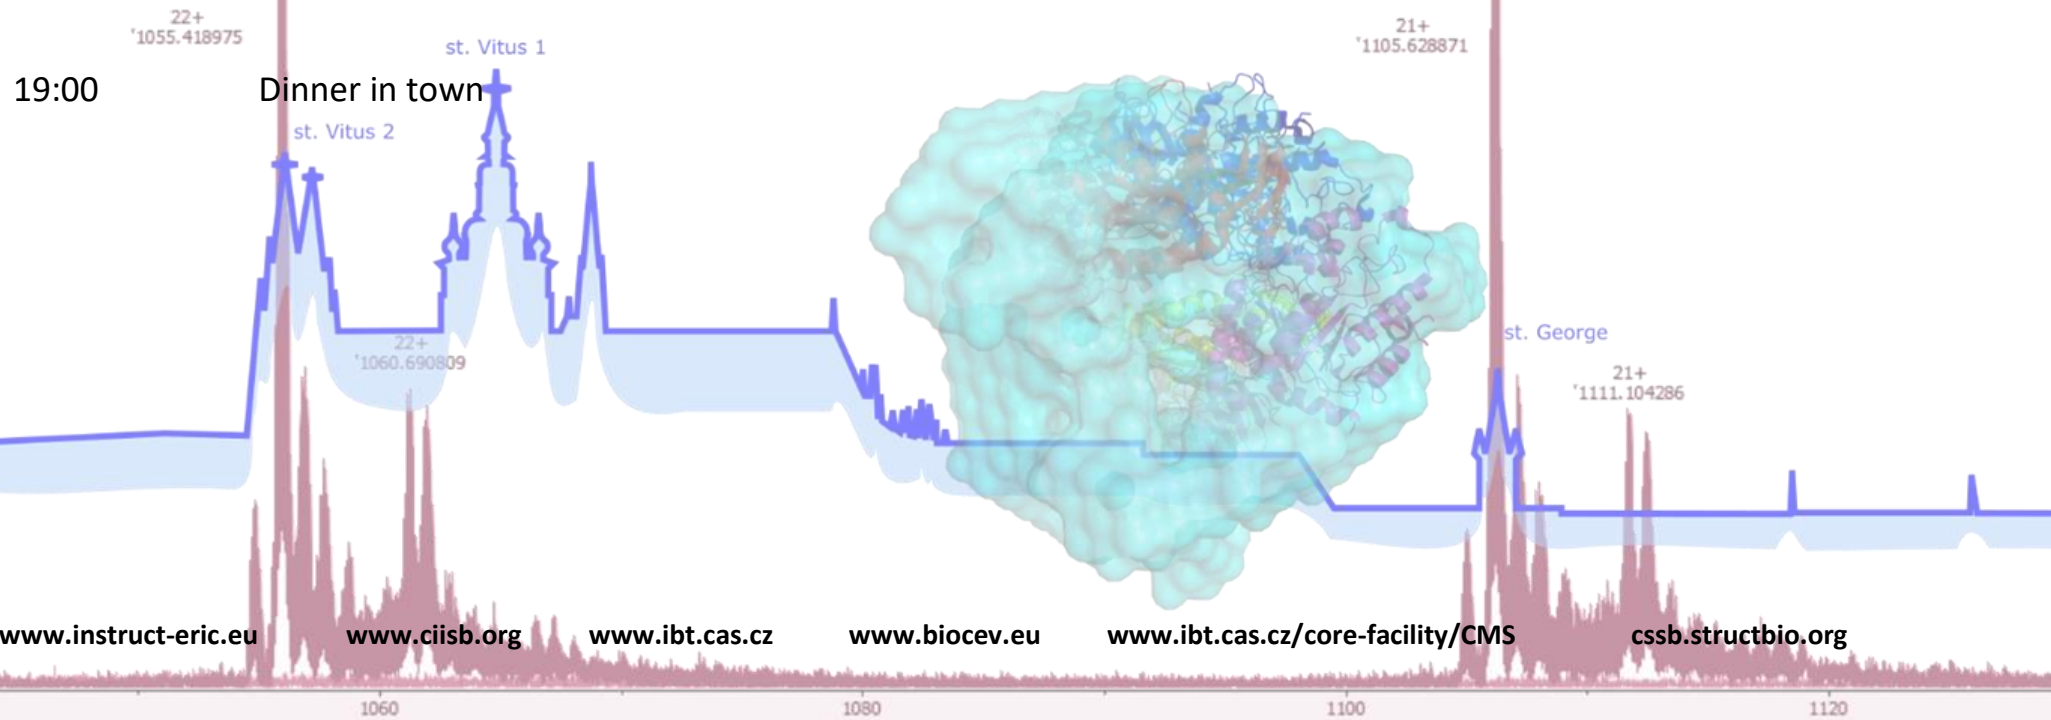 22+
'1055.418975
21+
'1105.628871
st. Vitus 1
19:00 Dinner in town
st. Vitus 2
st. George
22+
'1060.690809
21+
'1111.104286
www.instruct-eric.eu www.ciisb.org www.ibt.cas.cz www.biocev.eu www.ibt.cas.cz/core-facility/CMS cssb.structbio.org
1060 1080 1100 1120